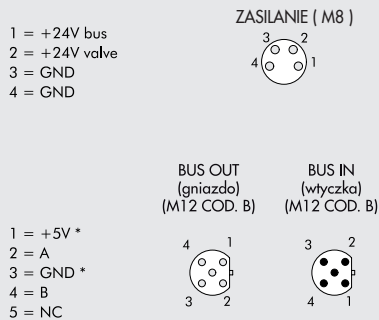 ZASILANIE ( M8 )
1 = +24V bus
2 = +24V valve
3 = GND
4 = GND
3 2
4 1
BUS OUT
(gniazdo)
(M12 COD. B)
BUS IN
(wtyczka)
(M12 COD. B)
1 = +5V *
2 = A
3 = GND *
4 = B
5 = NC
4 1
3 2
3 2
4 1